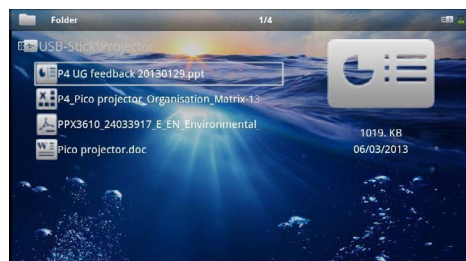 Folder 1/4
USB-Stick\Projector
P4 UG feedback 20130129.ppt
P4_Pico projector_Organisation_Matrix-13
PPX3610_24033917_E_EN_Environmental_
Pico projector.doc
1019, KB
06/03/2013